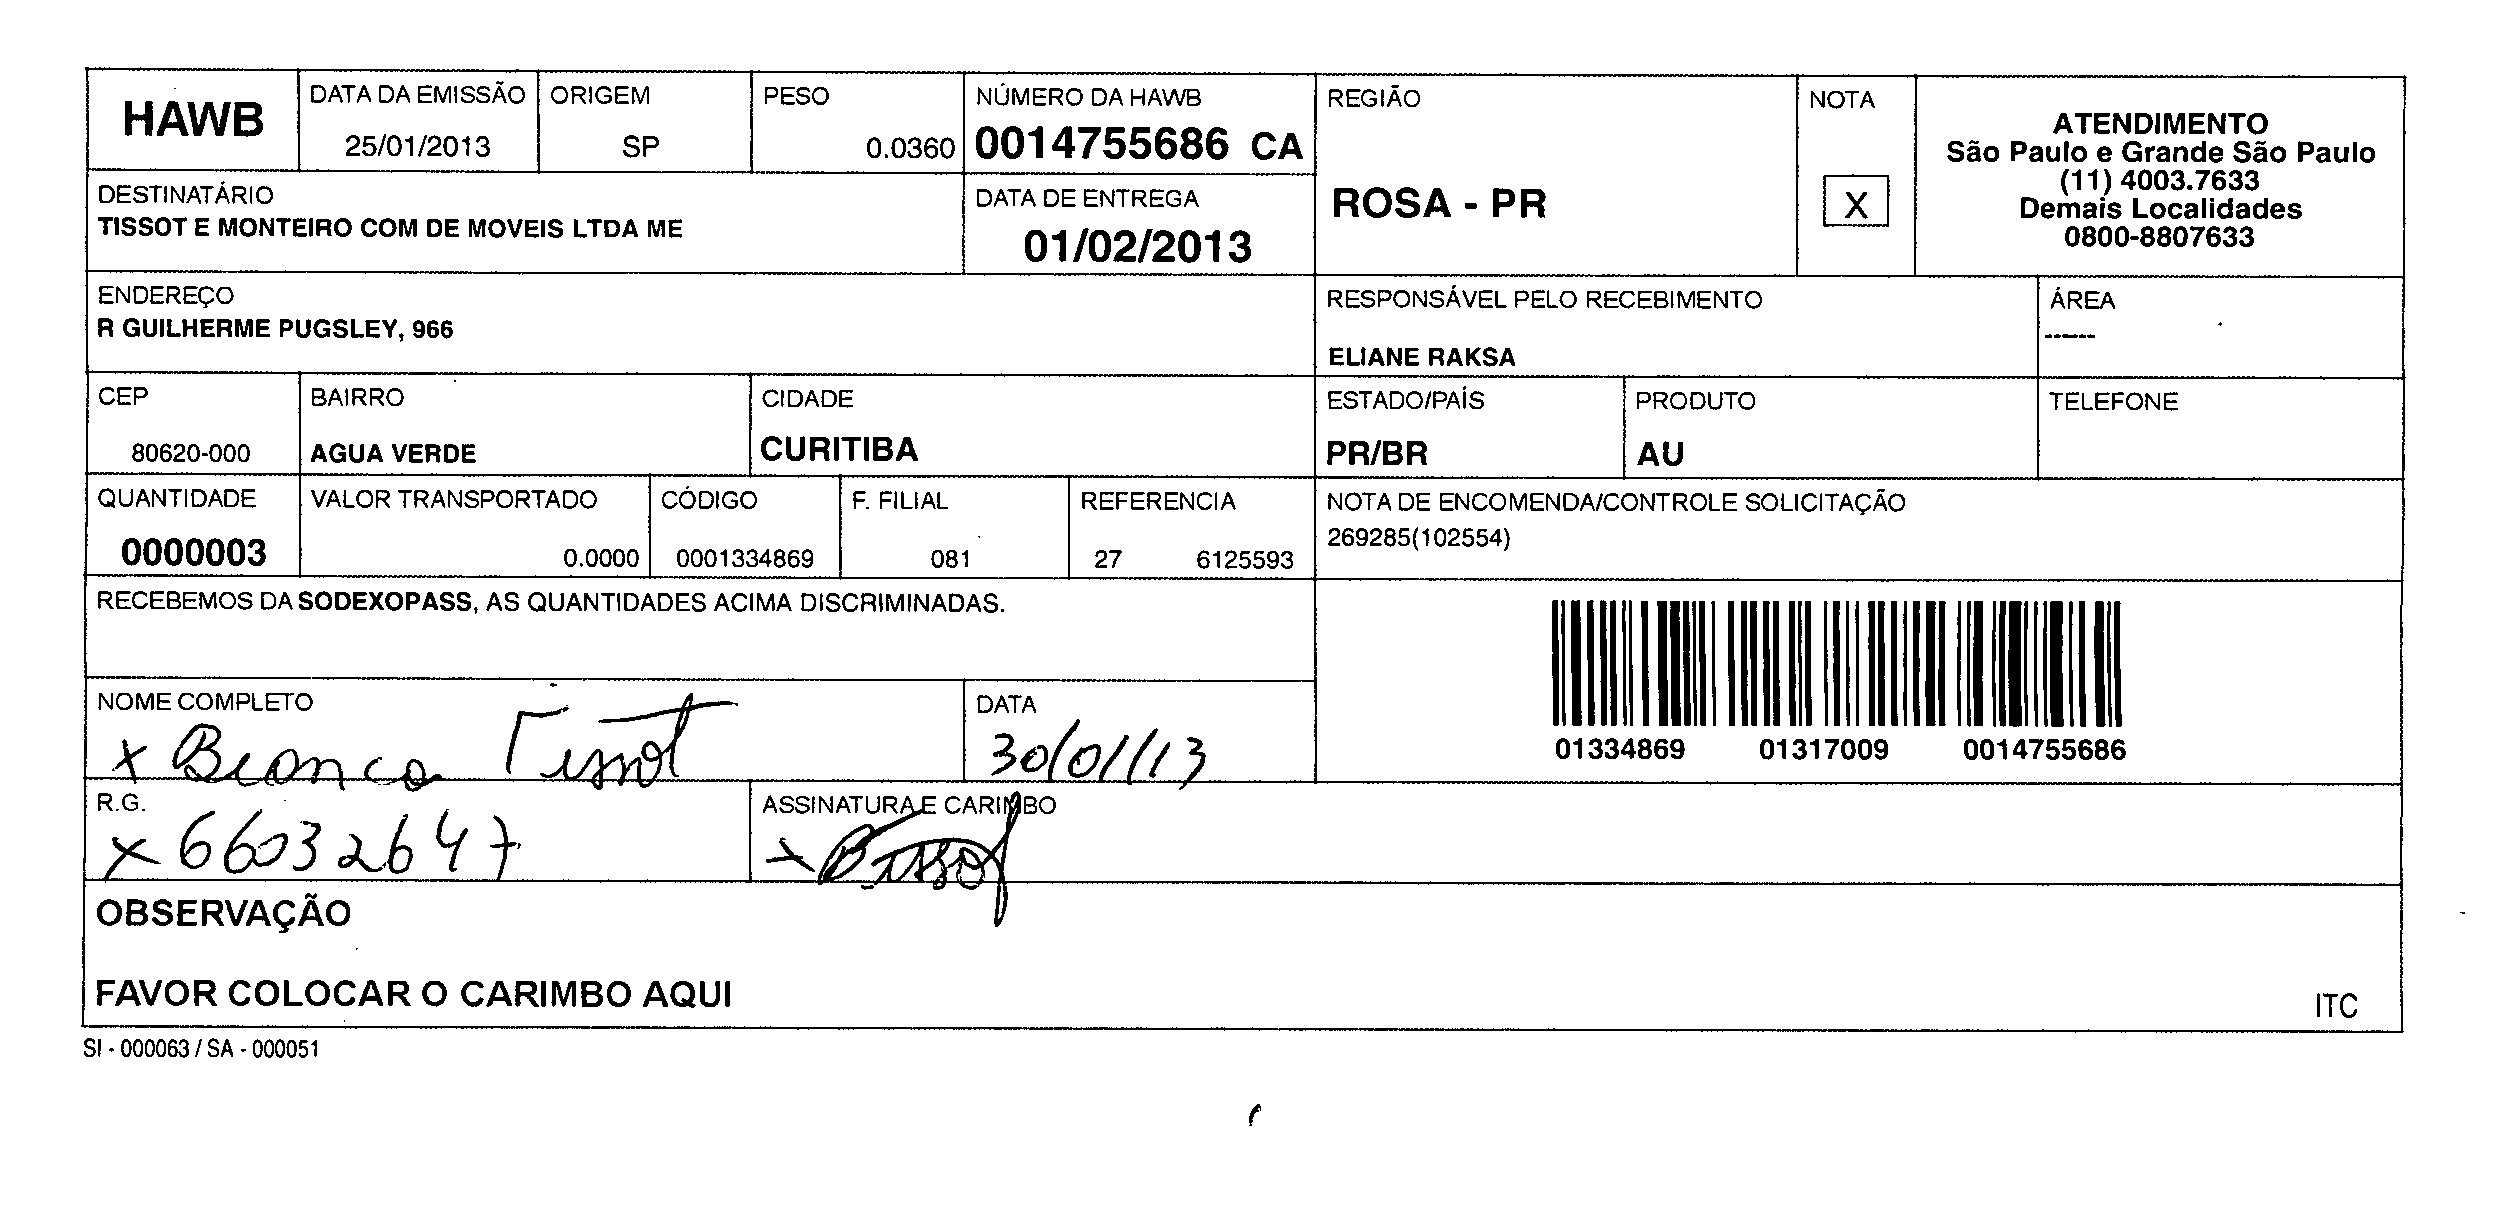 HAWB
DATA DA EMISSÃO
25/01/2013
ORIGEM
SP
PESO
0.0360
NÚMERO DA HAWB
0014755686 CA
REGIÃO
ROSA - PR
NOTA
X
ATENDIMENTO
São Paulo e Grande São Paulo
(11) 4003.7633
Demais Localidades
0800-8807633
DESTINATÁRIO
TISSOT E MONTEIRO COM DE MOVEIS LTDA ME
DATA DE ENTREGA
01/02/2013
ENDEREÇO
R GUILHERME PUGSLEY, 966
RESPONSÁVEL PELO RECEBIMENTO
ELIANE RAKSA
ÁREA
------
CEP
80620-000
BAIRRO
AGUA VERDE
CIDADE
CURITIBA
ESTADO/PAÍS
PR/BR
PRODUTO
AU
TELEFONE
QUANTIDADE
0000003
VALOR TRANSPORTADO
0.0000
CÓDIGO
0001334869
F. FILIAL
081
REFERENCIA
27 6125593
NOTA DE ENCOMENDA/CONTROLE SOLICITAÇÃO
269285(102554)
RECEBEMOS DA SODEXOPASS, AS QUANTIDADES ACIMA DISCRIMINADAS.
01334869 01317009 0014755686
NOME COMPLETO
x Bianca Tissot
DATA
30/01/13
R.G.
x 66032647
ASSINATURA E CARIMBO
x BTissot
OBSERVAÇÃO
FAVOR COLOCAR O CARIMBO AQUI
ITC
SI - 000063 / SA - 000051